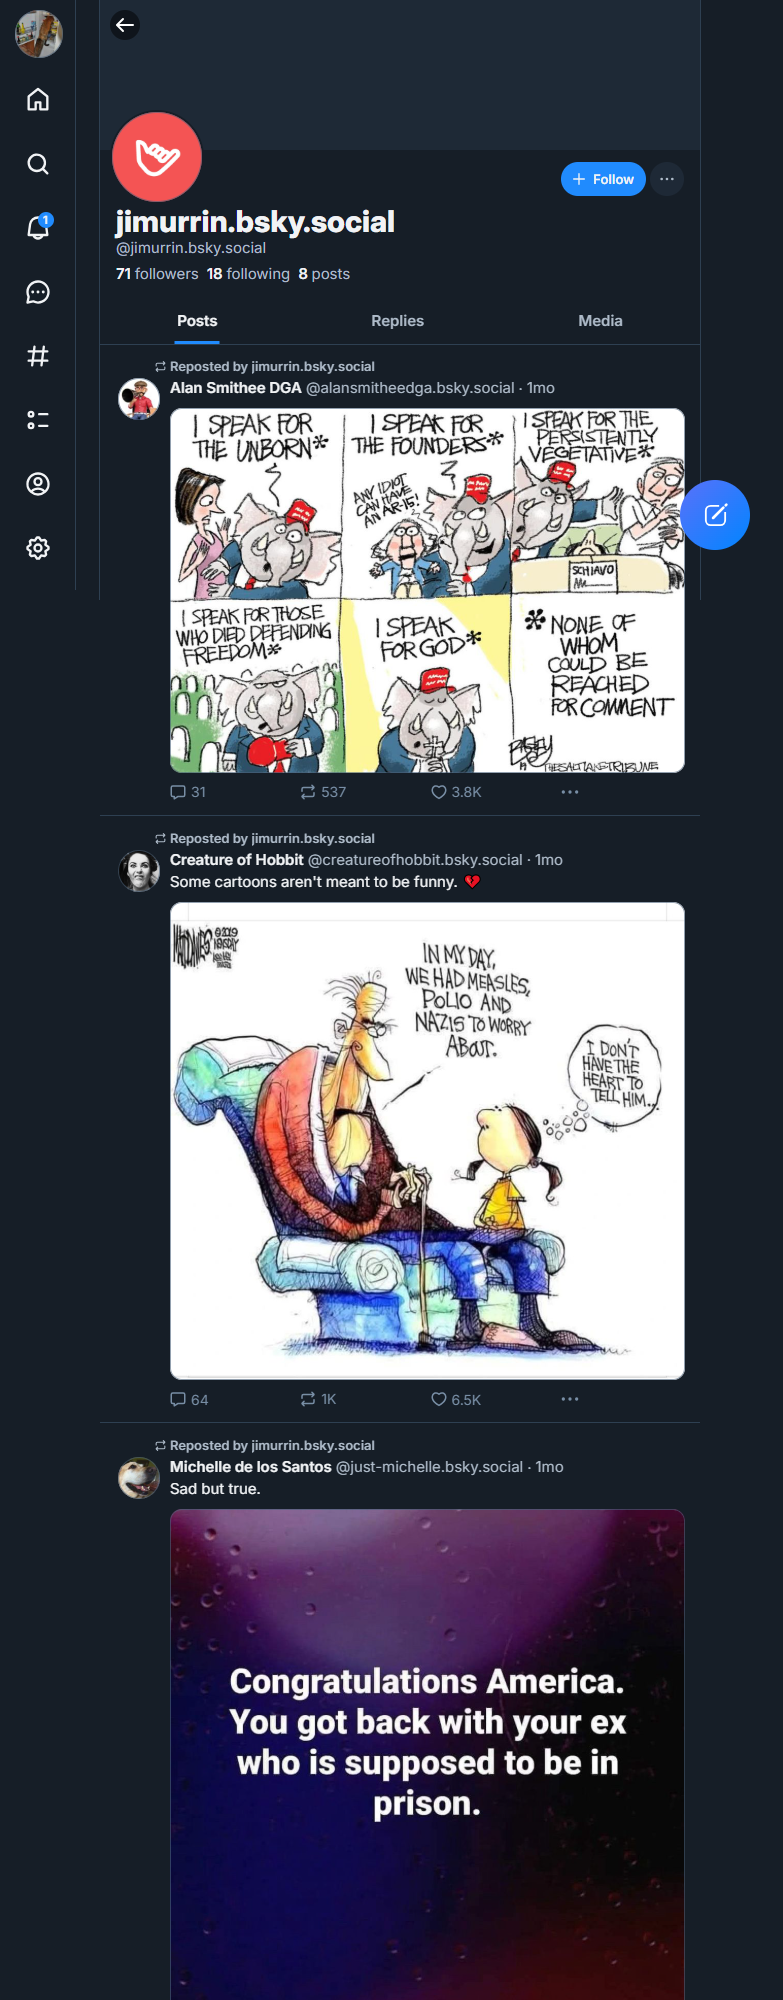 1
+ Follow
jimurrin.bsky.social
@jimurrin.bsky.social
71 followers 18 following 8 posts
Posts Replies Media
Reposted by jimurrin.bsky.social
Alan Smithee DGA @alansmitheedga.bsky.social · 1mo
I SPEAK FOR
THE UNBORN*
I SPEAK FOR
THE FOUNDERS*
ANY IDIOT
CAN HAVE
AN AR-15!
I SPEAK FOR THE
PERSISTENTLY
VEGETATIVE*
SCHIAVO
I SPEAK FOR THOSE
WHO DIED DEFENDING
FREEDOM*
I SPEAK
FOR GOD*
* NONE OF
WHOM
COULD BE
REACHED
FOR COMMENT
BAGLEY
THE SALT LAKE TRIBUNE
31 537 3.8K
Reposted by jimurrin.bsky.social
Creature of Hobbit @creatureofhobbit.bsky.social · 1mo
Some cartoons aren't meant to be funny. 💔
©2019
NEWSDAY
IN MY DAY,
WE HAD MEASLES,
POLIO AND
NAZIS TO WORRY
ABOUT.
I DON'T
HAVE THE
HEART TO
TELL HIM...
64 1K 6.5K
Reposted by jimurrin.bsky.social
Michelle de los Santos @just-michelle.bsky.social · 1mo
Sad but true.
Congratulations America.
You got back with your ex
who is supposed to be in
prison.